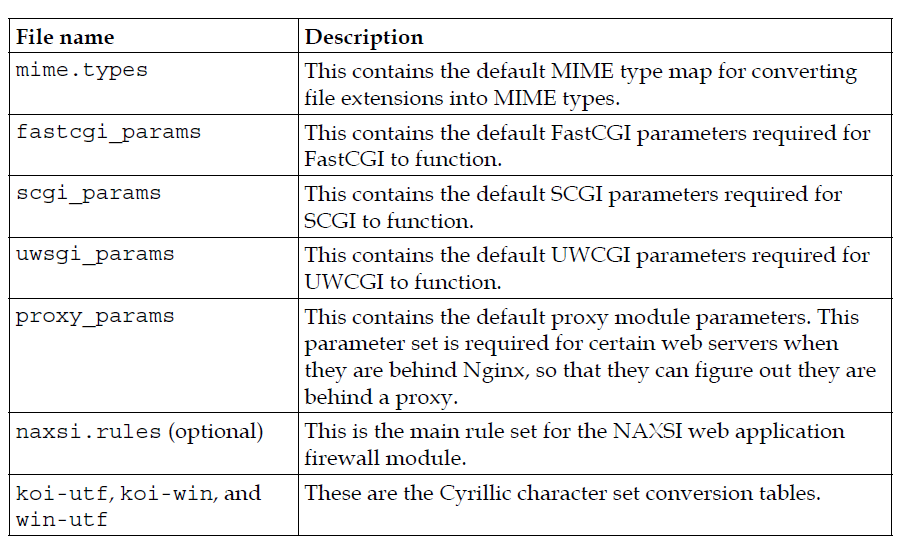 File name Description
mime.types This contains the default MIME type map for converting
file extensions into MIME types.
fastcgi_params This contains the default FastCGI parameters required for
FastCGI to function.
scgi_params This contains the default SCGI parameters required for
SCGI to function.
uwsgi_params This contains the default UWCGI parameters required for
UWCGI to function.
proxy_params This contains the default proxy module parameters. This
parameter set is required for certain web servers when
they are behind Nginx, so that they can figure out they are
behind a proxy.
naxsi.rules (optional) This is the main rule set for the NAXSI web application
firewall module.
koi-utf, koi-win, and These are the Cyrillic character set conversion tables.
win-utf